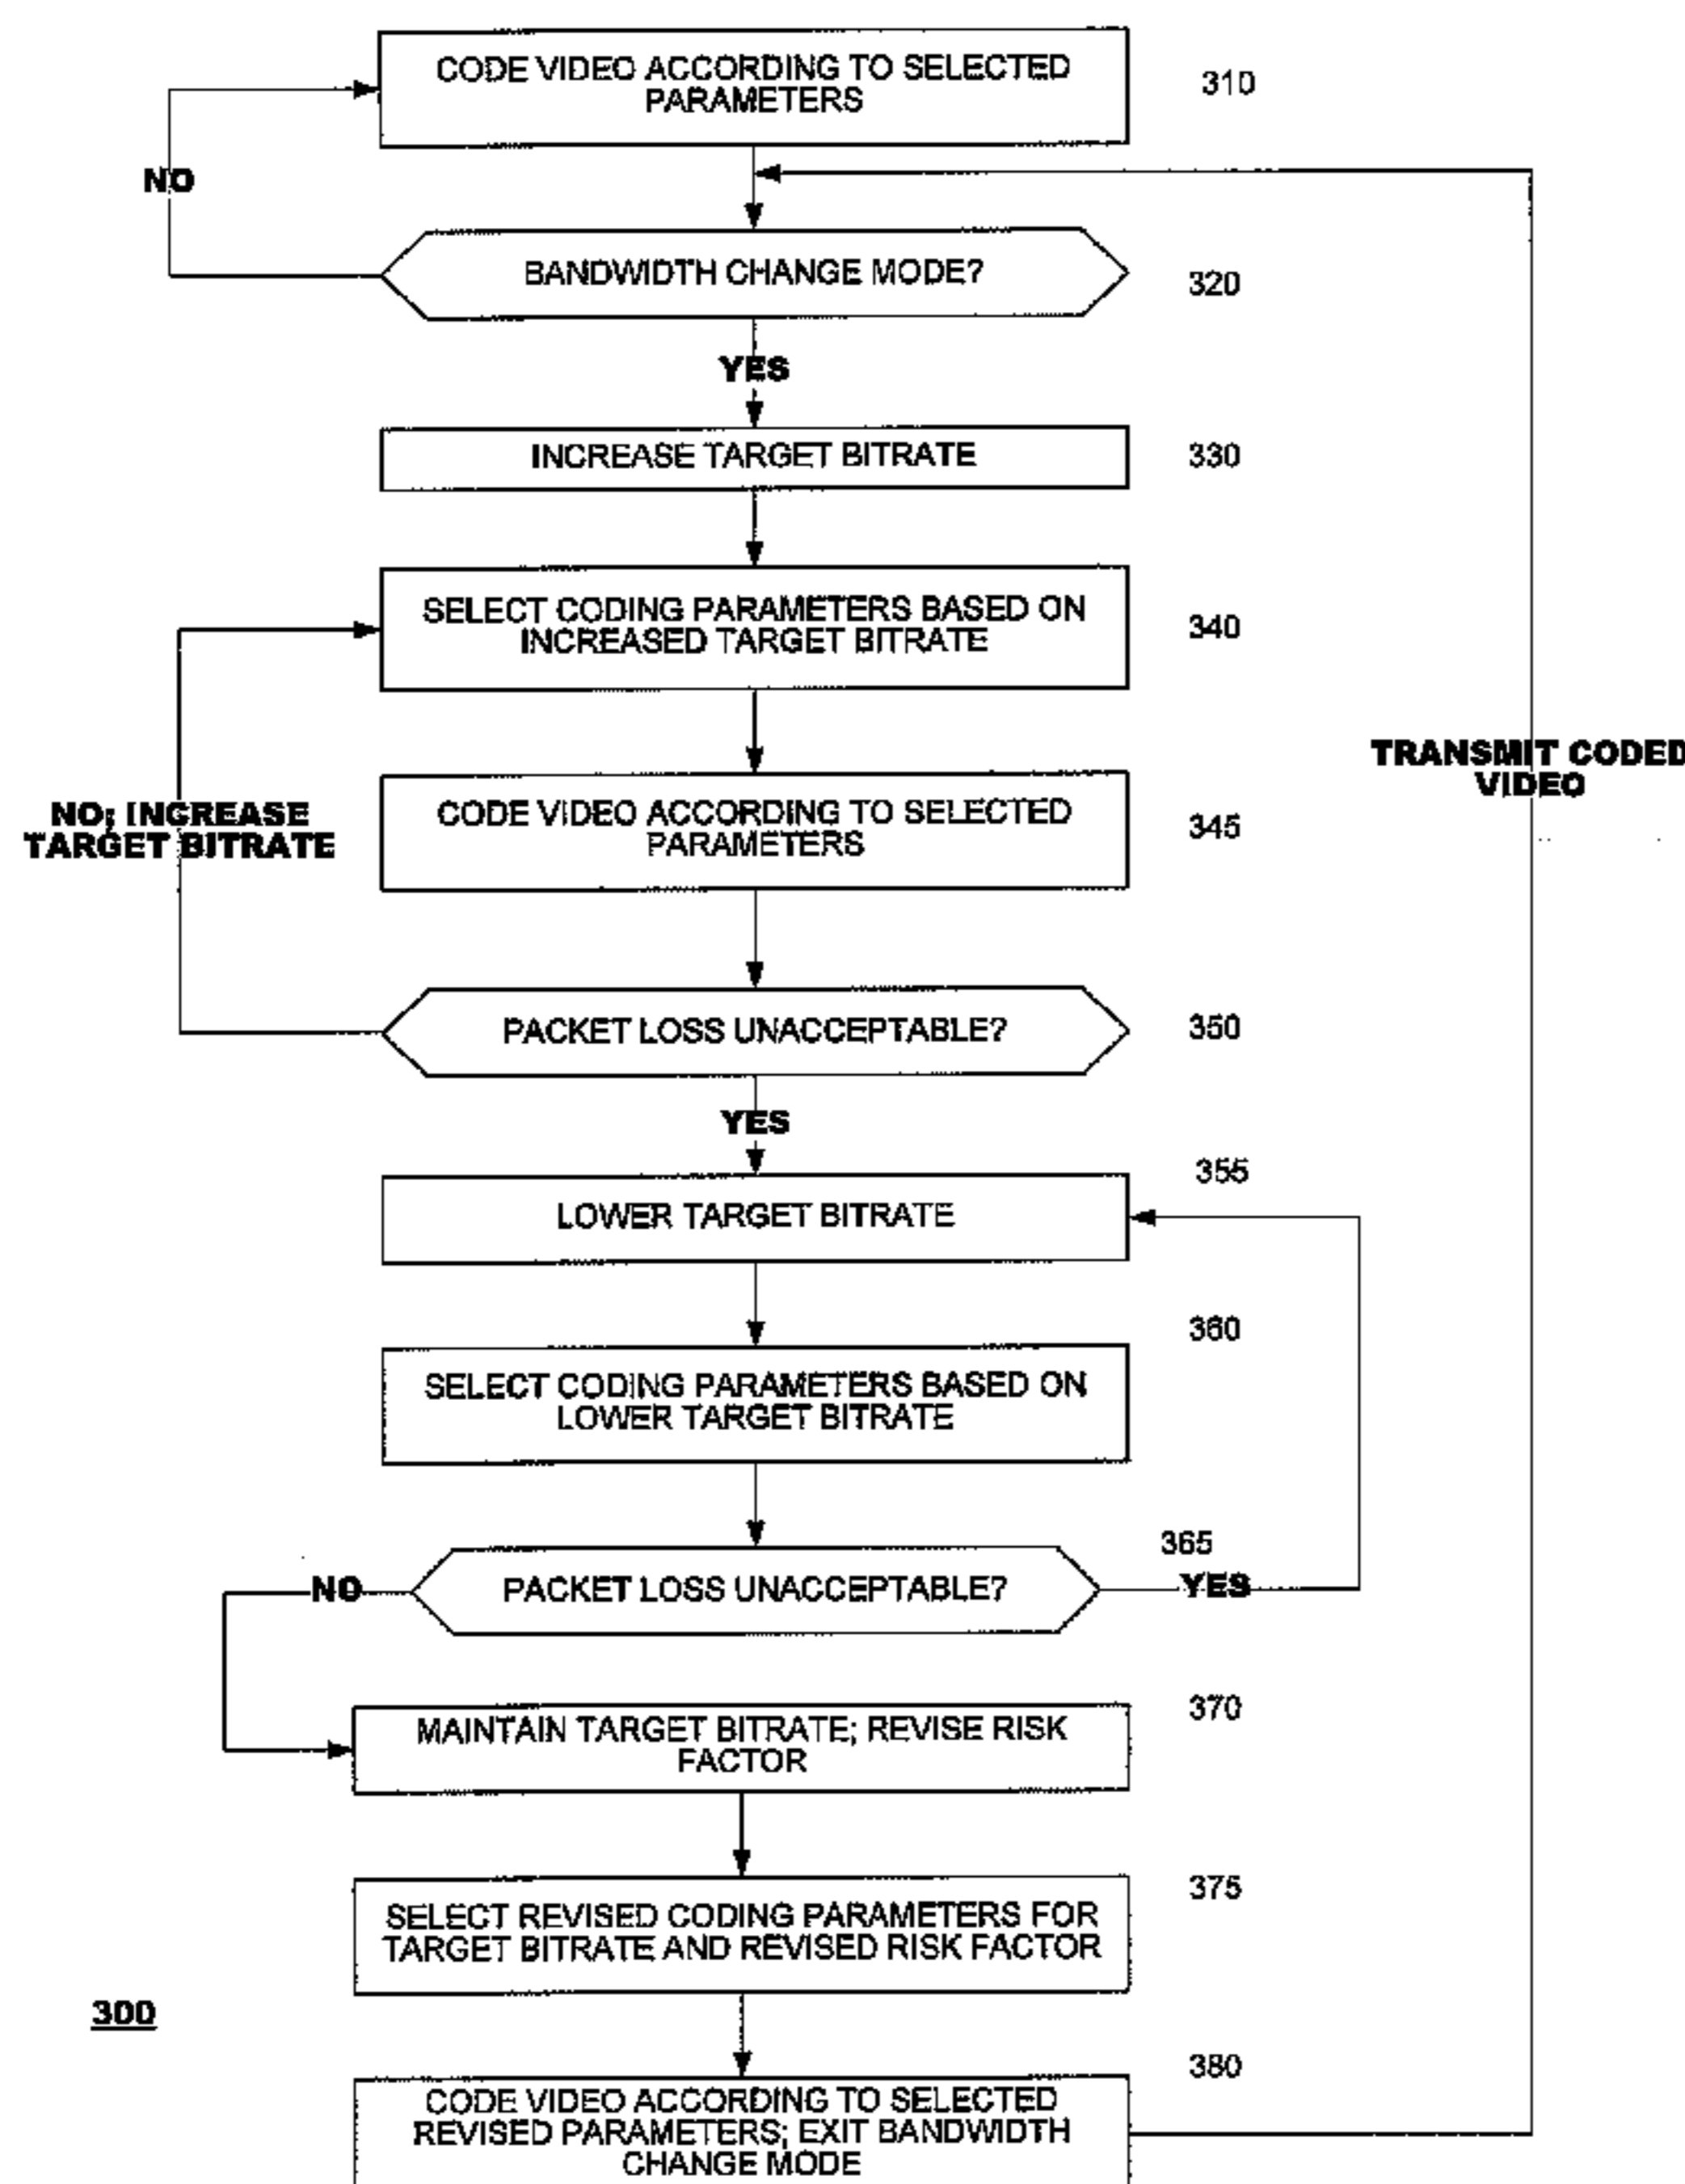 CODE VIDEO ACCORDING TO SELECTED
PARAMETERS
310
NO
BANDWIDTH CHANGE MODE?
320
YES
INCREASE TARGET BITRATE
330
SELECT CODING PARAMETERS BASED ON
INCREASED TARGET BITRATE
340
TRANSMIT CODED
VIDEO
NO; INCREASE
TARGET BITRATE
CODE VIDEO ACCORDING TO SELECTED
PARAMETERS
345
PACKET LOSS UNACCEPTABLE?
350
YES
355
LOWER TARGET BITRATE
360
SELECT CODING PARAMETERS BASED ON
LOWER TARGET BITRATE
365
NO
PACKET LOSS UNACCEPTABLE?
YES
370
MAINTAIN TARGET BITRATE; REVISE RISK
FACTOR
375
SELECT REVISED CODING PARAMETERS FOR
TARGET BITRATE AND REVISED RISK FACTOR
300
380
CODE VIDEO ACCORDING TO SELECTED
REVISED PARAMETERS; EXIT BANDWIDTH
CHANGE MODE